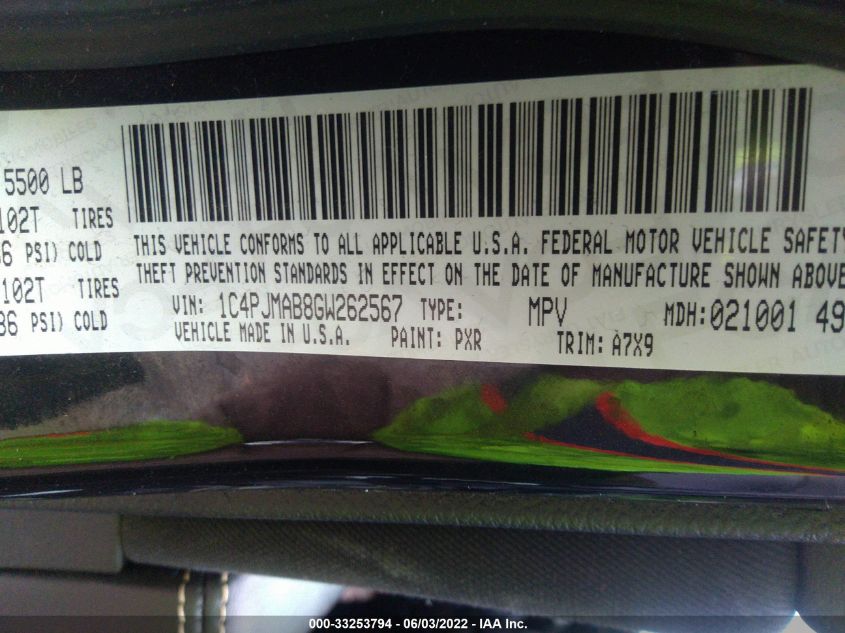 5500 LB
102T TIRES
36 PSI) COLD
102T TIRES
36 PSI) COLD
THIS VEHICLE CONFORMS TO ALL APPLICABLE U.S.A. FEDERAL MOTOR VEHICLE SAFETY
THEFT PREVENTION STANDARDS IN EFFECT ON THE DATE OF MANUFACTURE SHOWN ABOVE
VIN: 1C4PJMAB8GW262567 TYPE: MPV MDH:021001 49
VEHICLE MADE IN U.S.A. PAINT: PXR TRIM: A7X9
000-33253794 - 06/03/2022 - IAA Inc.